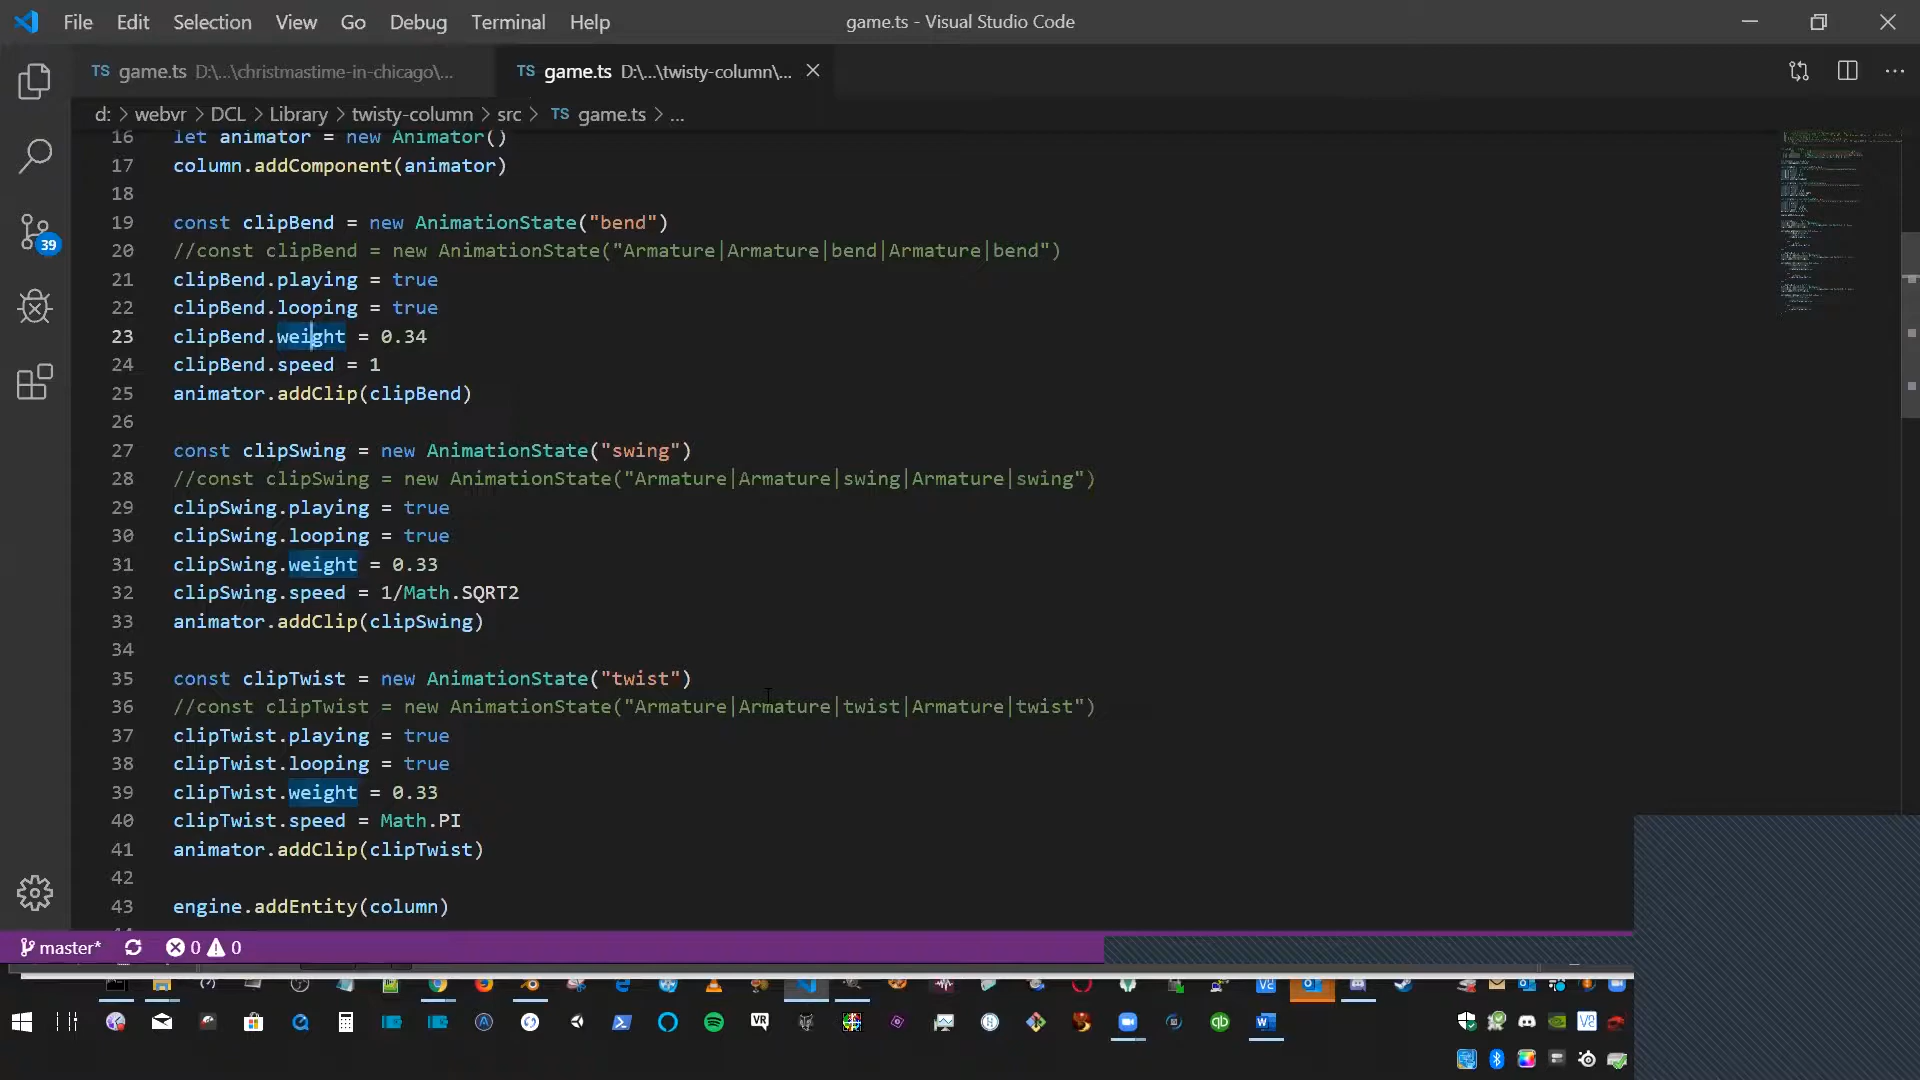 File Edit Selection View Go Debug Terminal Help game.ts - Visual Studio Code
TS game.ts D:\...\christmastime-in-chicago\... TS game.ts D:\...\twisty-column\...
d: > webvr > DCL > Library > twisty-column > src > TS game.ts > ...
16 let animator = new Animator()
17 column.addComponent(animator)
18
19 const clipBend = new AnimationState("bend")
20 //const clipBend = new AnimationState("Armature|Armature|bend|Armature|bend")
21 clipBend.playing = true
22 clipBend.looping = true
23 clipBend.weight = 0.34
24 clipBend.speed = 1
25 animator.addClip(clipBend)
26
27 const clipSwing = new AnimationState("swing")
28 //const clipSwing = new AnimationState("Armature|Armature|swing|Armature|swing")
29 clipSwing.playing = true
30 clipSwing.looping = true
31 clipSwing.weight = 0.33
32 clipSwing.speed = 1/Math.SQRT2
33 animator.addClip(clipSwing)
34
35 const clipTwist = new AnimationState("twist")
36 //const clipTwist = new AnimationState("Armature|Armature|twist|Armature|twist")
37 clipTwist.playing = true
38 clipTwist.looping = true
39 clipTwist.weight = 0.33
40 clipTwist.speed = Math.PI
41 animator.addClip(clipTwist)
42
43 engine.addEntity(column)
39
master* 0 0
VR
qb